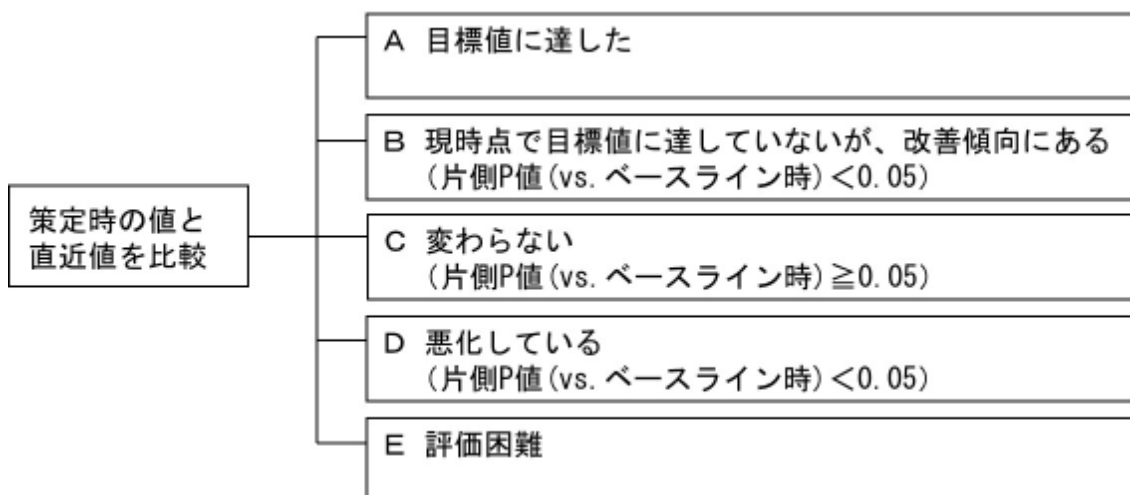 策定時の値と
直近値を比較
A 目標値に達した
B 現時点で目標値に達していないが、改善傾向にある
(片側P値(vs. ベースライン時)<0.05)
C 変わらない
(片側P値(vs. ベースライン時)≧0.05)
D 悪化している
(片側P値(vs. ベースライン時)<0.05)
E 評価困難